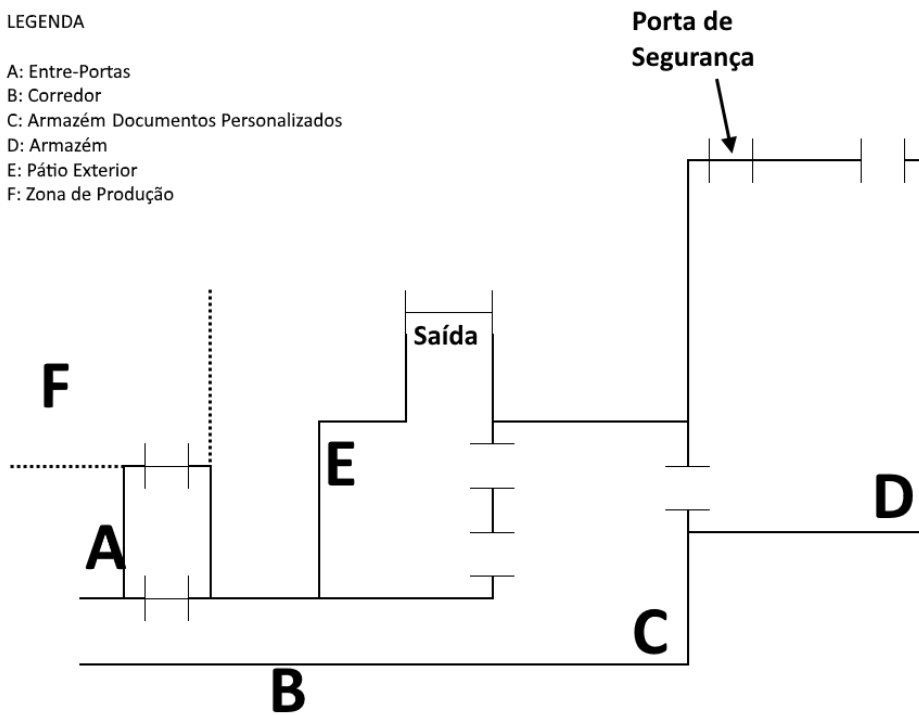 LEGENDA
A: Entre-Portas
B: Corredor
C: Armazém Documentos Personalizados
D: Armazém
E: Pátio Exterior
F: Zona de Produção
Porta de
Segurança
Saída
F
E
D
A
C
B